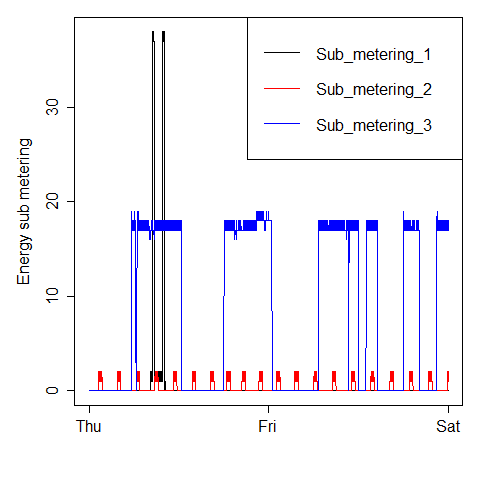 Sub_metering_1
Sub_metering_2
Sub_metering_3
Energy sub metering
30
20
10
0
Thu Fri Sat